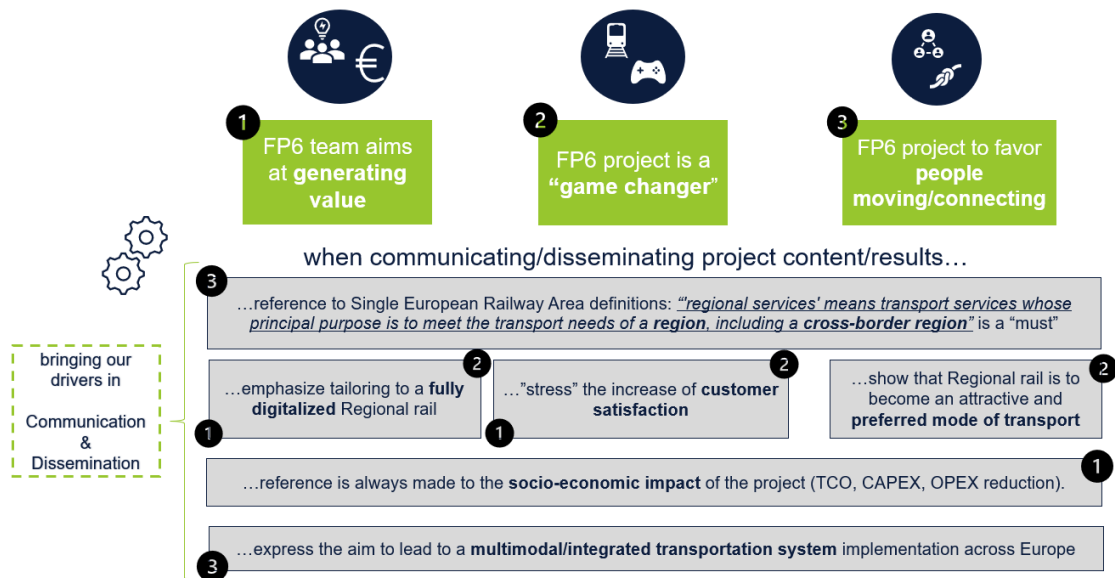 1
FP6 team aims
at generating
value
2
FP6 project is a
“game changer”
3
FP6 project to favor
people
moving/connecting
when communicating/disseminating project content/results…
bringing our
drivers in
Communication
&
Dissemination
3
…reference to Single European Railway Area definitions: “'regional services' means transport services whose
principal purpose is to meet the transport needs of a region, including a cross-border region” is a “must”
2
…emphasize tailoring to a fully
digitalized Regional rail
1
2
…”stress” the increase of customer
satisfaction
1
2
…show that Regional rail is to
become an attractive and
preferred mode of transport
1
…reference is always made to the socio-economic impact of the project (TCO, CAPEX, OPEX reduction).
…express the aim to lead to a multimodal/integrated transportation system implementation across Europe
3